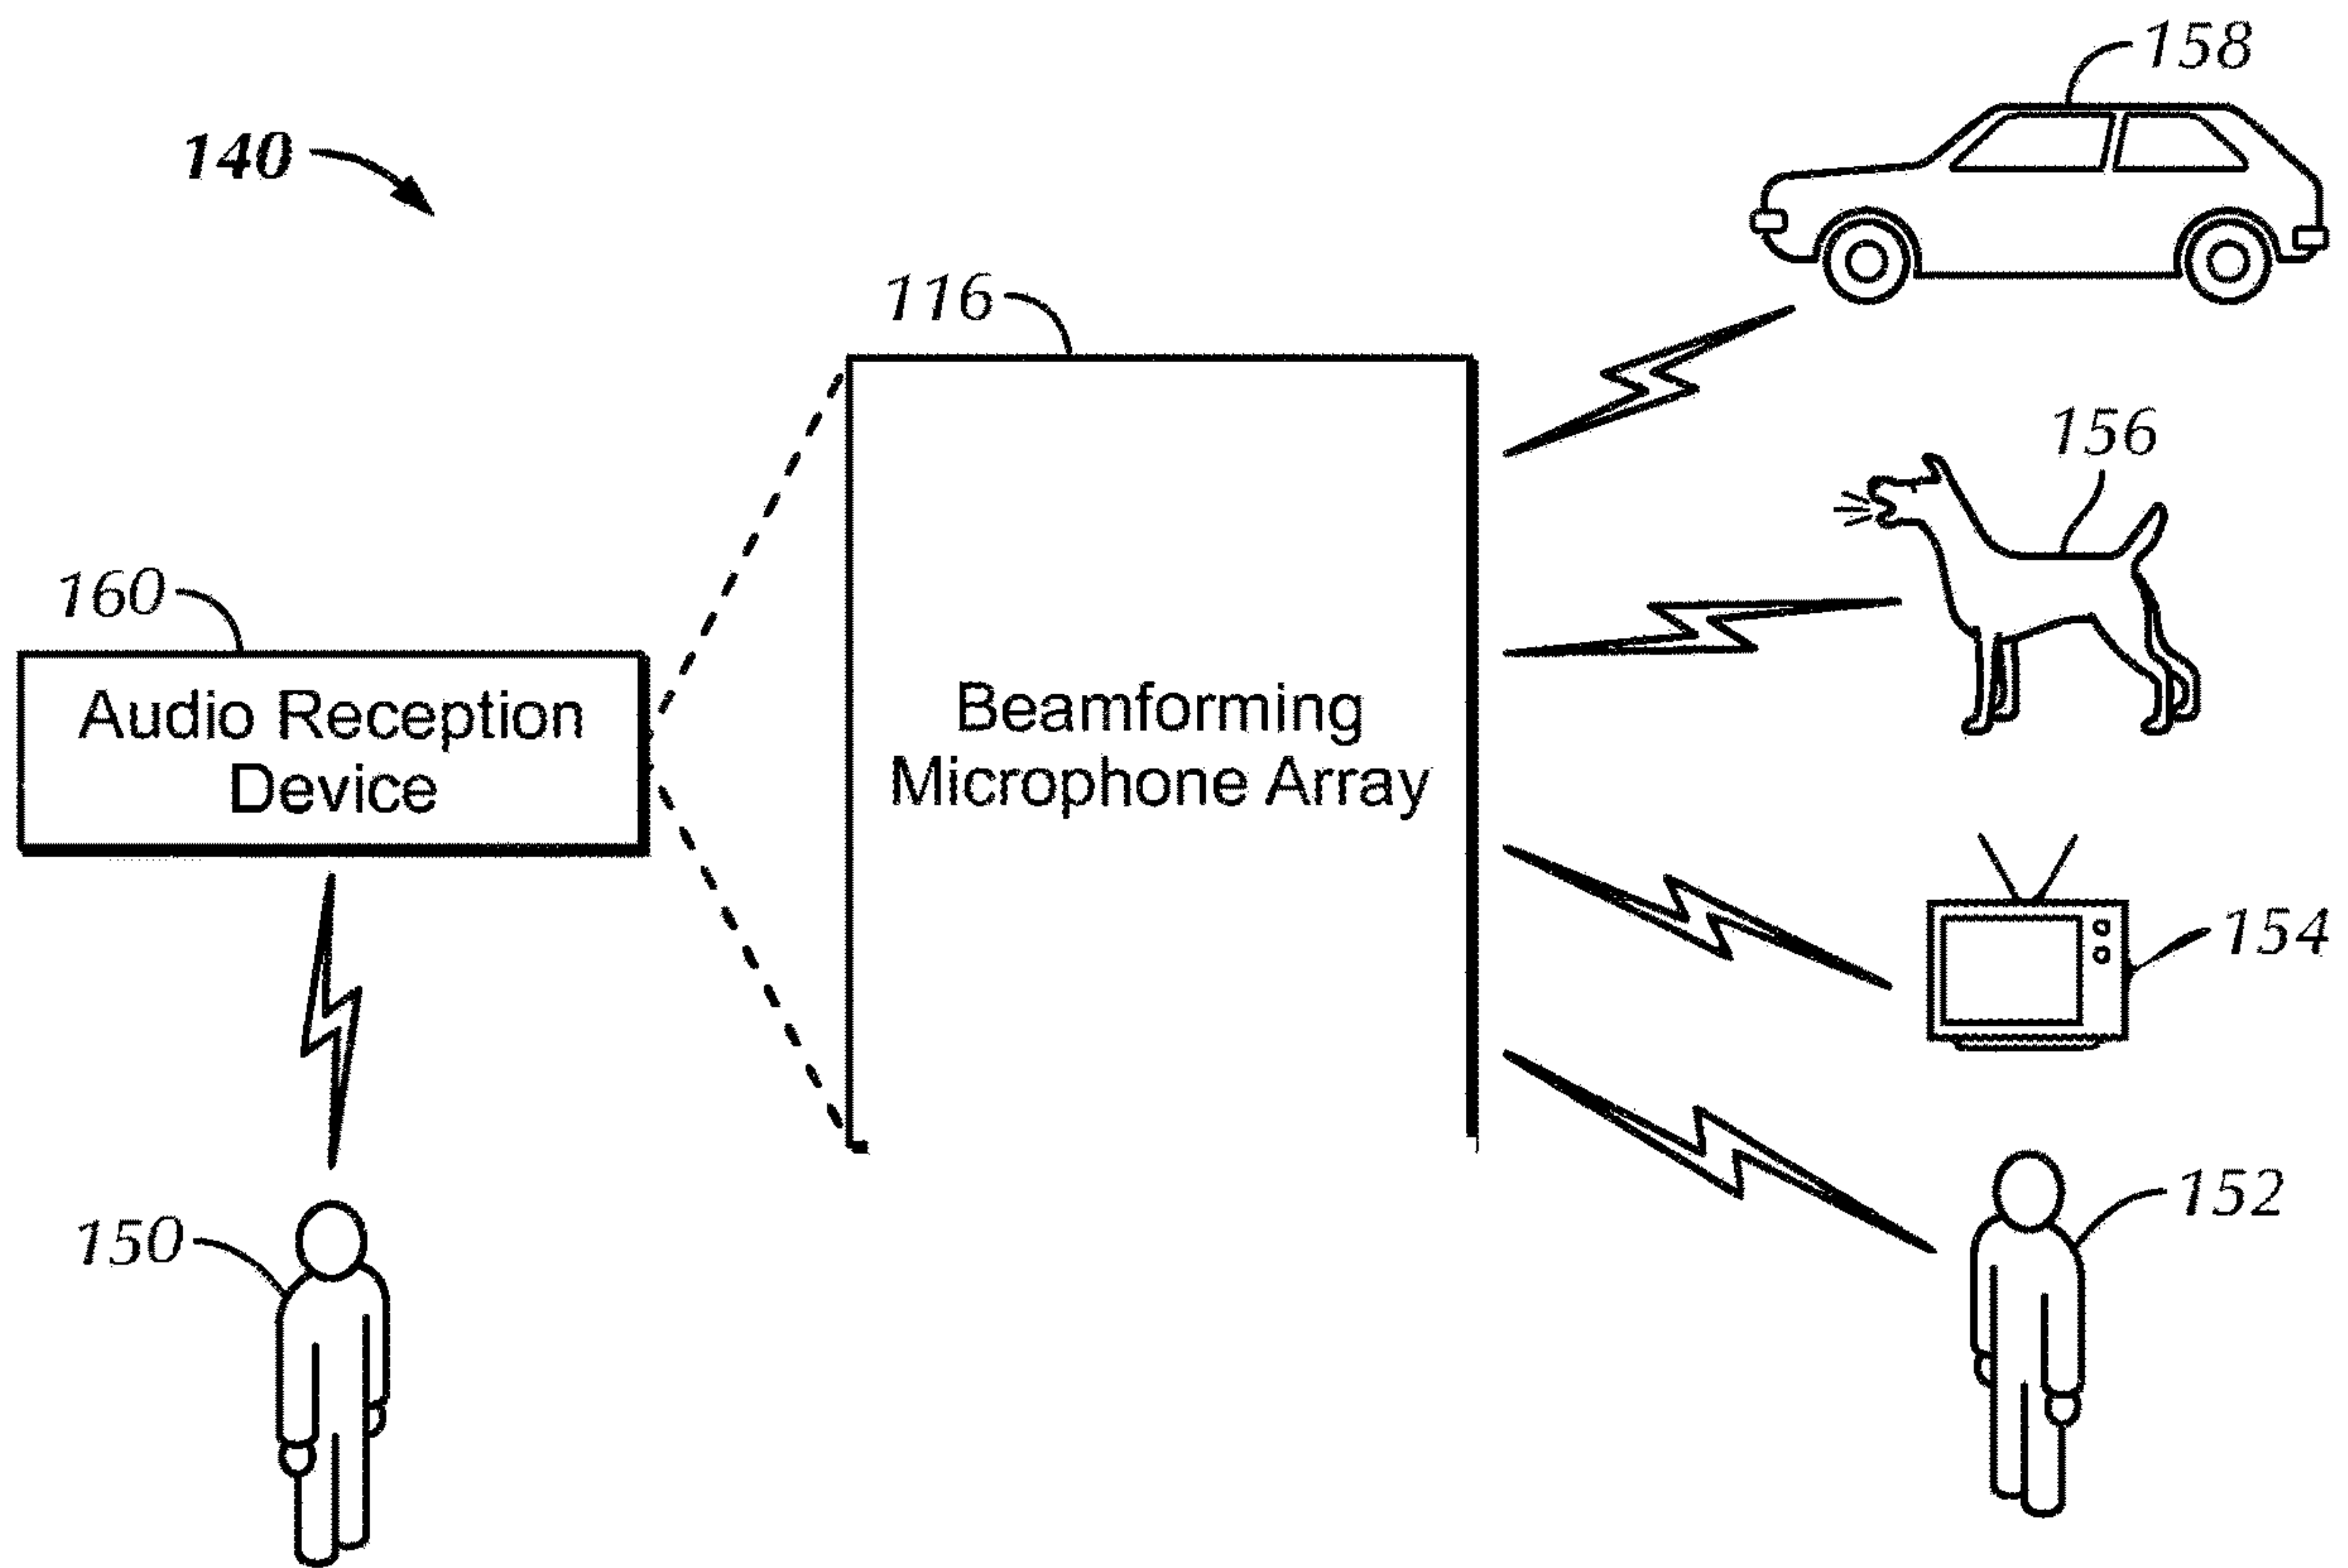 158
140
116
156
160
Audio Reception
Device
Beamforming
Microphone Array
154
152
150